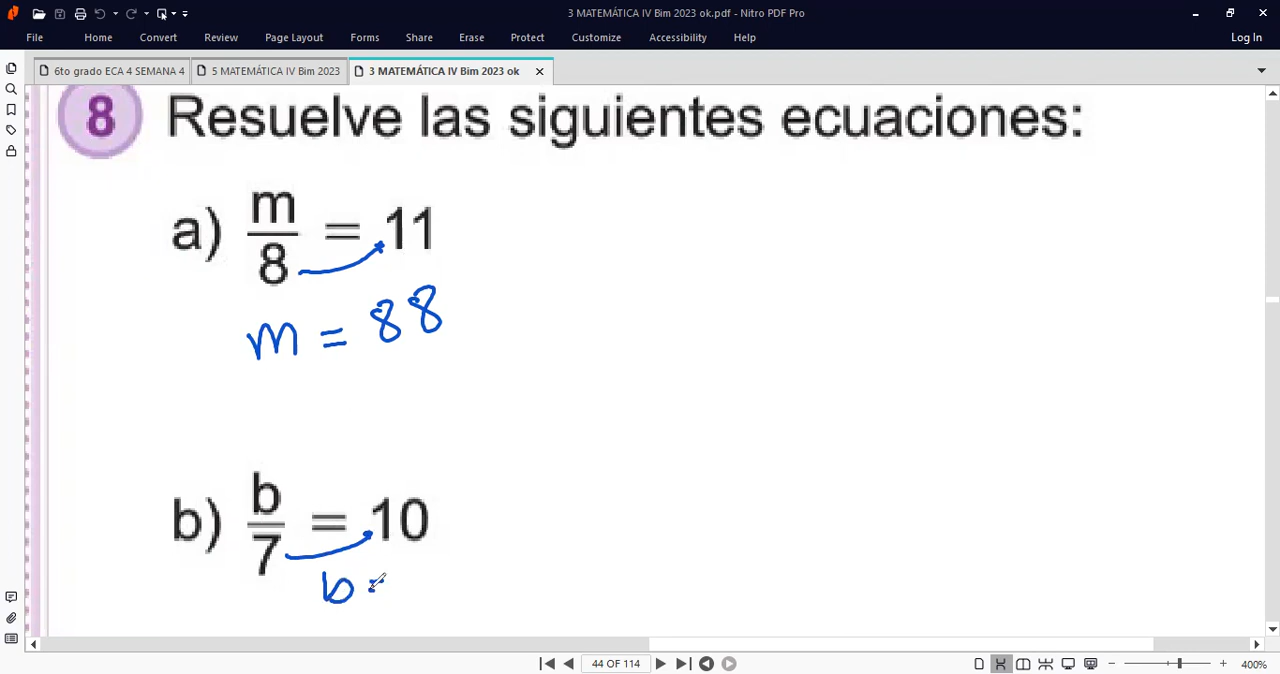 3 MATEMÁTICA IV Bim 2023 ok.pdf - Nitro PDF Pro
File Home Convert Review Page Layout Forms Share Erase Protect Customize Accessibility Help Log In
6to grado ECA 4 SEMANA 4 5 MATEMÁTICA IV Bim 2023 3 MATEMÁTICA IV Bim 2023 ok
8 Resuelve las siguientes ecuaciones:
a) m/8 = 11
m = 88
b) b/7 = 10
b =
44 OF 114
400%